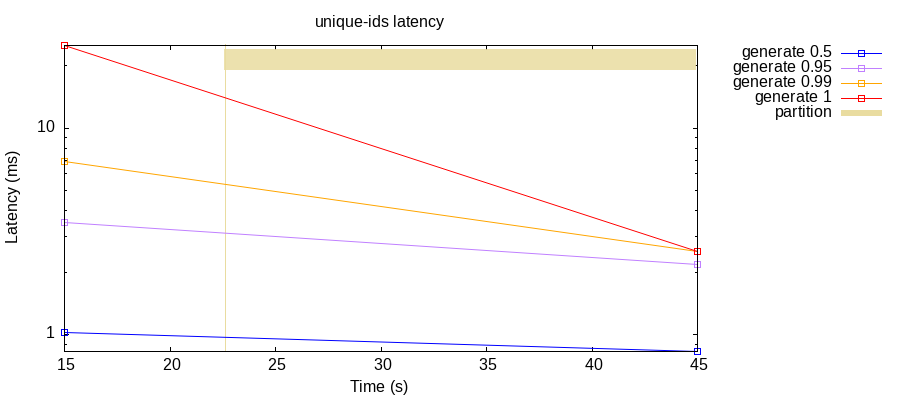 unique-ids latency
generate 0.5
generate 0.95
generate 0.99
generate 1
partition
Latency (ms)
10
1
15 20 25 30 35 40 45
Time (s)